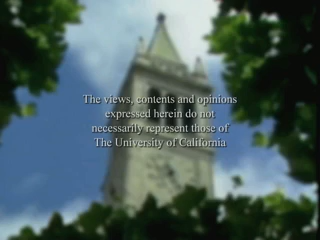 The views, contents and opinions
expressed herein do not
necessarily represent those of
The University of California